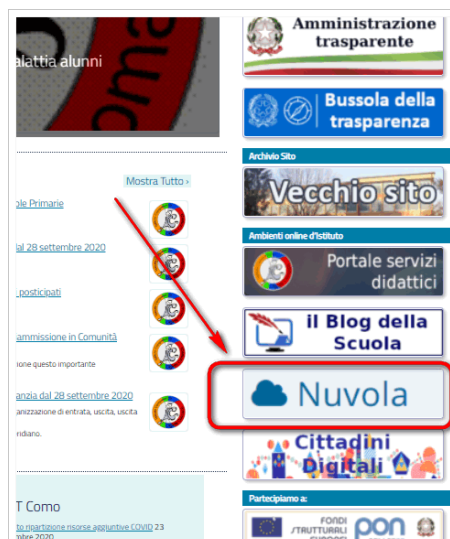 alattia alunni
Mostra Tutto ›
ole Primarie
dal 28 settembre 2020
posticipati
ammissione in Comunità
one questo importante
anzia dal 28 settembre 2020
ganizzazione di entrata, uscita, uscita
ridiano.
T Como
to ripartizione risorse aggiuntive COVID 23
mbre 2020
Amministrazione
trasparente
Bussola della
trasparenza
Archivio Sito
Vecchio sito
Ambienti online d'Istituto
Portale servizi
didattici
il Blog della
Scuola
Nuvola
Cittadini
Digitali
Partecipiamo a:
FONDI
STRUTTURALI
EUROPEI
pon